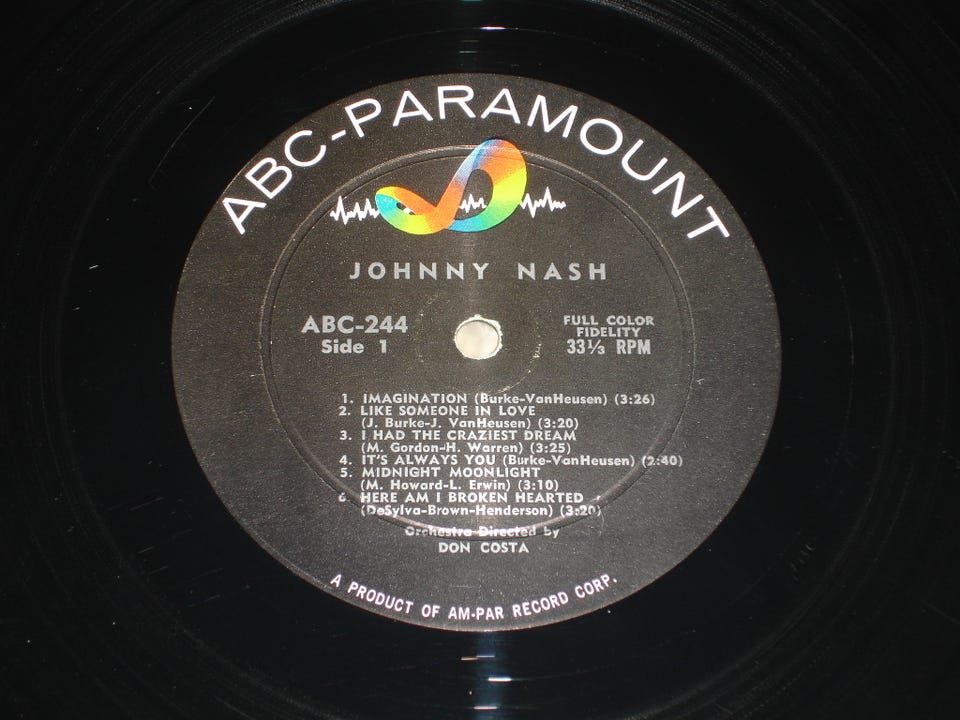 ABC-PARAMOUNT
JOHNNY NASH
ABC-244
Side 1
FULL COLOR
FIDELITY
33⅓ RPM
1. IMAGINATION (Burke-VanHeusen) (3:26)
2. LIKE SOMEONE IN LOVE
(J. Burke-J. VanHeusen) (3:20)
3. I HAD THE CRAZIEST DREAM
(M. Gordon-H. Warren) (3:25)
4. IT'S ALWAYS YOU (Burke-VanHeusen) (2:40)
5. MIDNIGHT MOONLIGHT
(M. Howard-L. Erwin) (3:10)
6. HERE AM I BROKEN HEARTED
(DeSylva-Brown-Henderson) (3:20)
Orchestra Directed by
DON COSTA
A PRODUCT OF AM-PAR RECORD CORP.